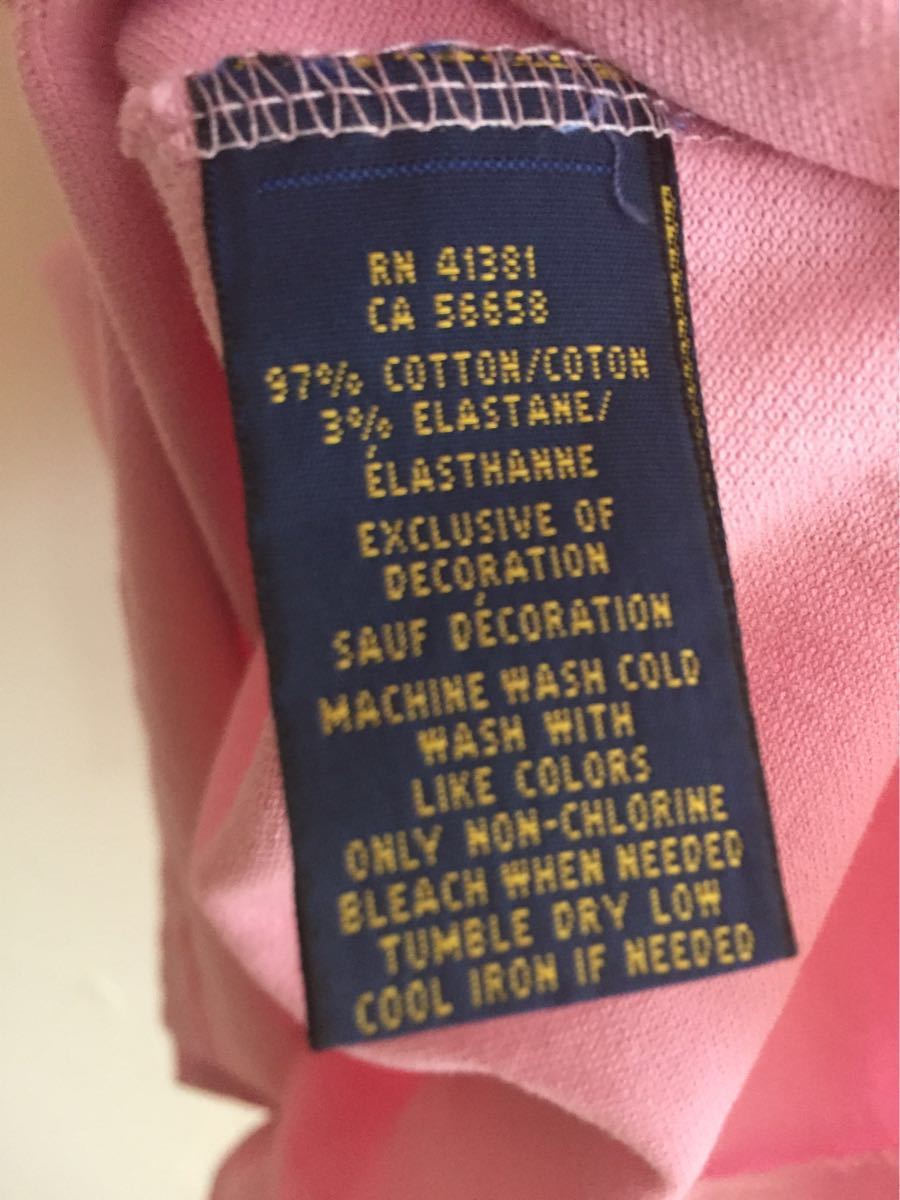 RN 41381
CA 56658
97% COTTON/COTON
3% ELASTANE/
ÉLASTHANNE
EXCLUSIVE OF
DECORATION
SAUF DÉCORATION
MACHINE WASH COLD
WASH WITH
LIKE COLORS
ONLY NON-CHLORINE
BLEACH WHEN NEEDED
TUMBLE DRY LOW
COOL IRON IF NEEDED